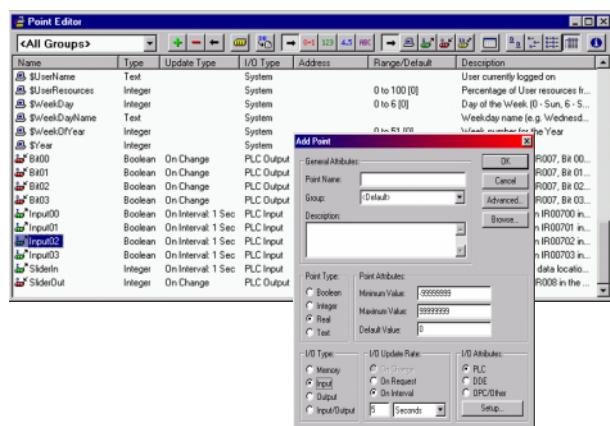 Point Editor
<All Groups>
0-1 123 4.5 ABC
Name Type Update Type I/O Type Address Range/Default Description
$UserName Text System User currently logged on
$UserResources Integer System 0 to 100 [0] Percentage of User resources fr...
$WeekDay Integer System 0 to 6 [0] Day of the Week (0 - Sun, 6 - S...
$WeekDayName Text System Weekday name (e.g. Wednesd...
$WeekOfYear Integer System 0 to 51 [0] Week number for the Year
$Year Integer System
Bit00 Boolean On Change PLC Output IR007, Bit 00...
Bit01 Boolean On Change PLC Output IR007, Bit 01...
Bit02 Boolean On Change PLC Output IR007, Bit 02...
Bit03 Boolean On Change PLC Output IR007, Bit 03...
Input00 Boolean On Interval: 1 Sec PLC Input n IR00700 in...
Input01 Boolean On Interval: 1 Sec PLC Input n IR00701 in...
Input02 Boolean On Interval: 1 Sec PLC Input n IR00702 in...
Input03 Boolean On Interval: 1 Sec PLC Input n IR00703 in...
SliderIn Integer On Interval: 1 Sec PLC Input data locatio...
SliderOut Integer On Change PLC Output IR008 in the ...
Add Point
General Attributes:
Point Name:
Group: <Default>
Description:
OK
Cancel
Advanced...
Browse...
Point Type:
Boolean
Integer
Real
Text
Point Attributes:
Minimum Value: -99999999
Maximum Value: 99999999
Default Value: 0
I/O Type:
Memory
Input
Output
Input/Output
I/O Update Rate:
On Change
On Request
On Interval
5 Seconds
I/O Attributes:
PLC
DDE
OPC/Other
Setup...